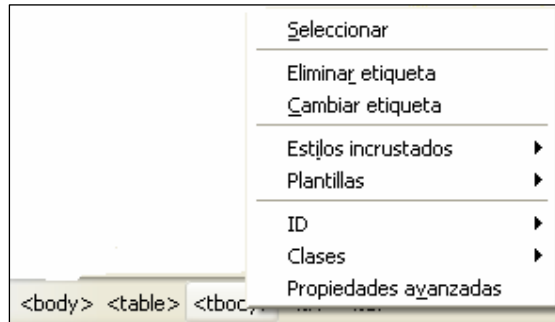 Seleccionar
Eliminar etiqueta
Cambiar etiqueta
Estilos incrustados
Plantillas
ID
Clases
Propiedades avanzadas
<body> <table>